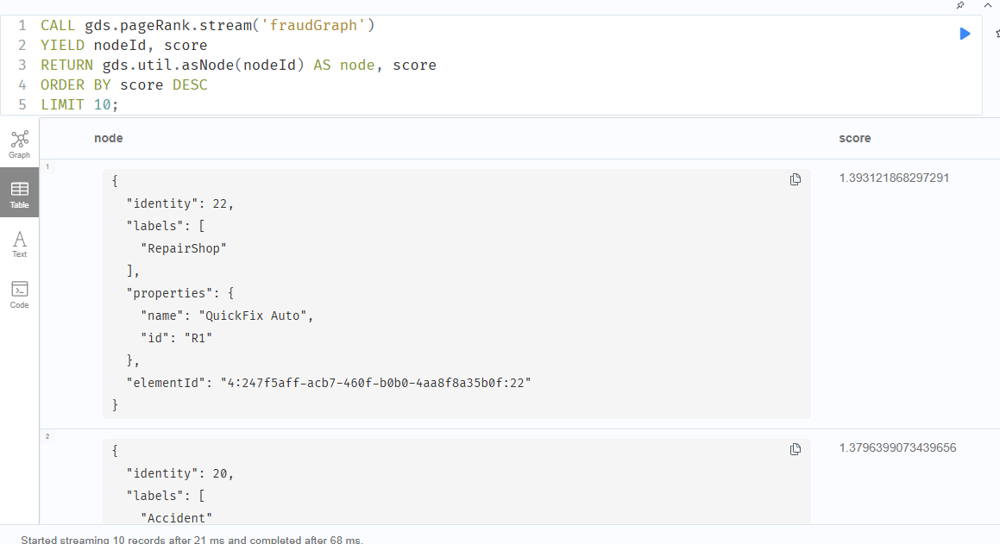 1 CALL gds.pageRank.stream('fraudGraph')
2 YIELD nodeId, score
3 RETURN gds.util.asNode(nodeId) AS node, score
4 ORDER BY score DESC
5 LIMIT 10;
Graph
Table
Text
Code
node score
1
{
"identity": 22,
"labels": [
"RepairShop"
],
"properties": {
"name": "QuickFix Auto",
"id": "R1"
},
"elementId": "4:247f5aff-acb7-460f-b0b0-4aa8f8a35b0f:22"
}
1.393121868297291
2
{
"identity": 20,
"labels": [
"Accident"
1.3796399073439656
Started streaming 10 records after 21 ms and completed after 68 ms.